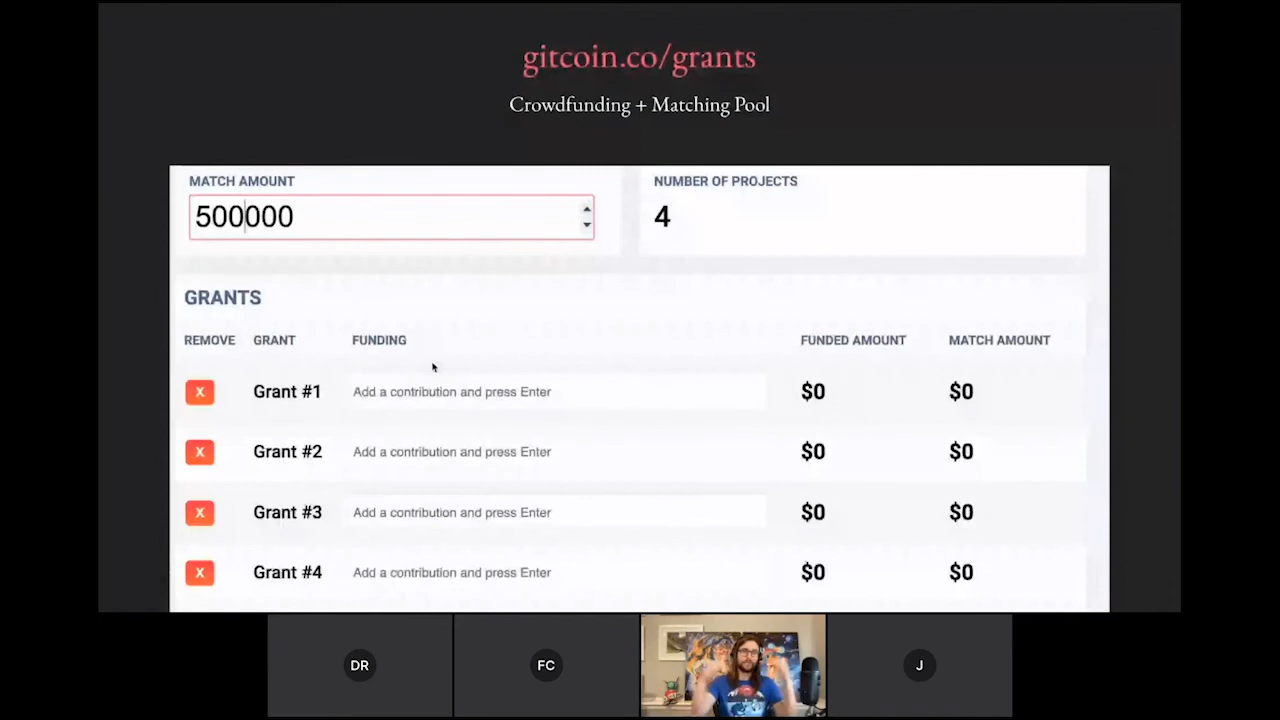 gitcoin.co/grants
Crowdfunding + Matching Pool
MATCH AMOUNT
NUMBER OF PROJECTS
500000
4
GRANTS
REMOVE GRANT FUNDING FUNDED AMOUNT MATCH AMOUNT
X Grant #1 Add a contribution and press Enter $0 $0
X Grant #2 Add a contribution and press Enter $0 $0
X Grant #3 Add a contribution and press Enter $0 $0
X Grant #4 Add a contribution and press Enter $0 $0
DR FC J